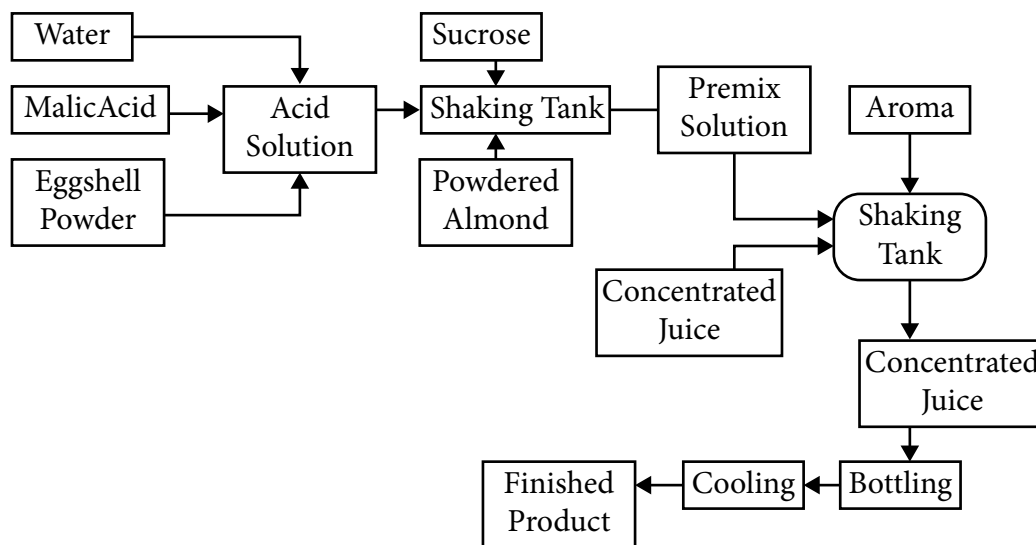 Water
Sucrose
MalicAcid
Acid
Solution
Shaking Tank
Premix
Solution
Aroma
Eggshell
Powder
Powdered
Almond
Shaking
Tank
Concentrated
Juice
Concentrated
Juice
Finished
Product
Cooling
Bottling